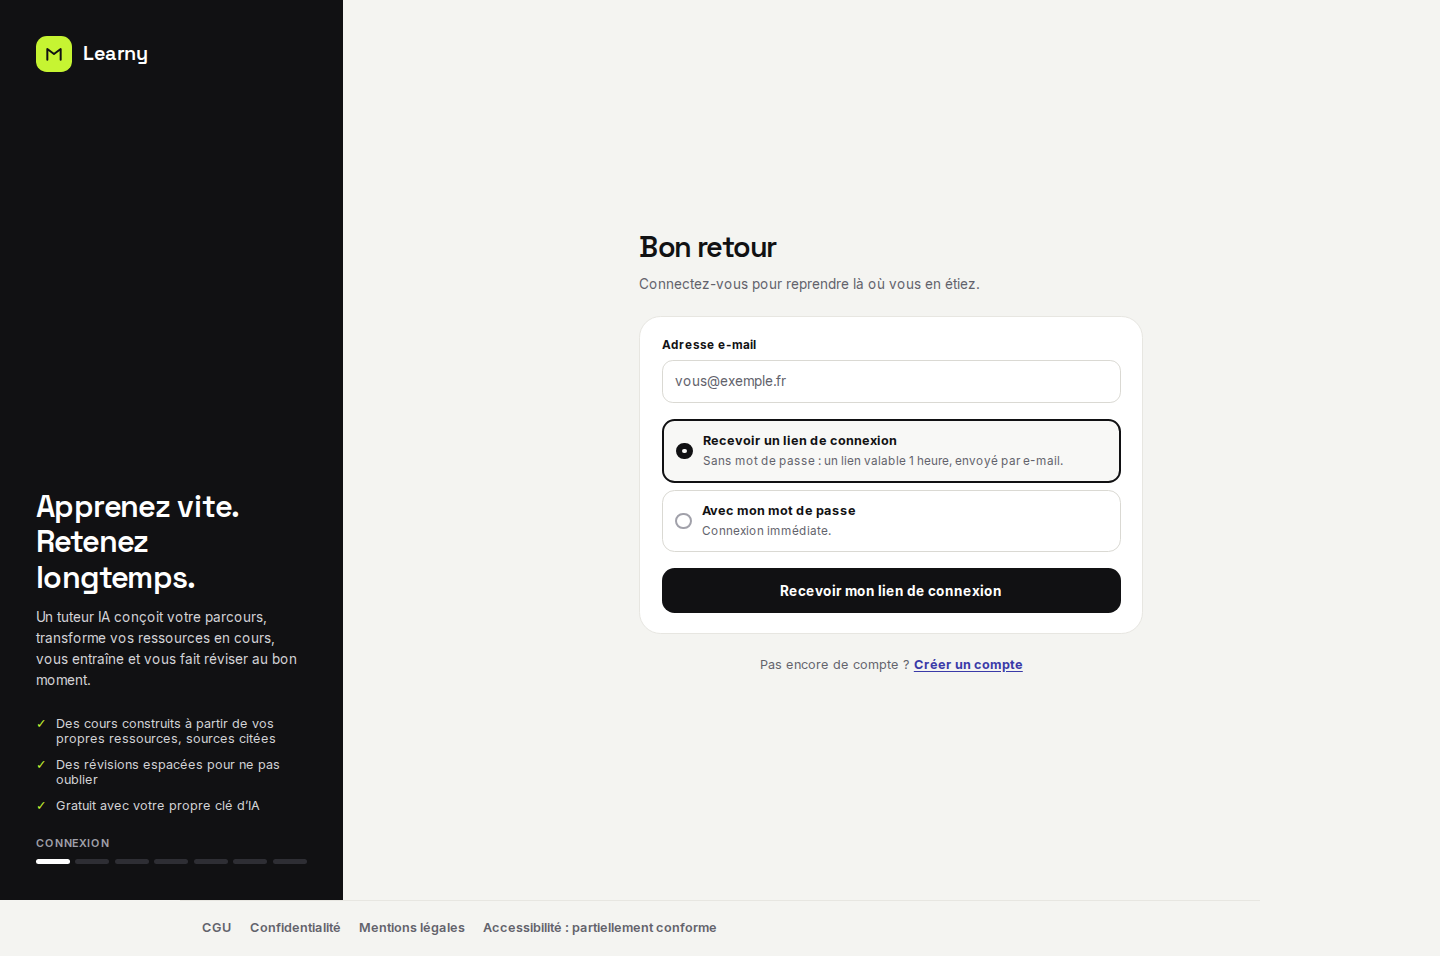 Learny
Apprenez vite.
Retenez
longtemps.
Un tuteur IA conçoit votre parcours,
transforme vos ressources en cours,
vous entraîne et vous fait réviser au bon
moment.
✓ Des cours construits à partir de vos
propres ressources, sources citées
✓ Des révisions espacées pour ne pas
oublier
✓ Gratuit avec votre propre clé d’IA
CONNEXION
Bon retour
Connectez-vous pour reprendre là où vous en étiez.
Adresse e-mail
vous@exemple.fr
Recevoir un lien de connexion
Sans mot de passe : un lien valable 1 heure, envoyé par e-mail.
Avec mon mot de passe
Connexion immédiate.
Recevoir mon lien de connexion
Pas encore de compte ? Créer un compte
CGU Confidentialité Mentions légales Accessibilité : partiellement conforme